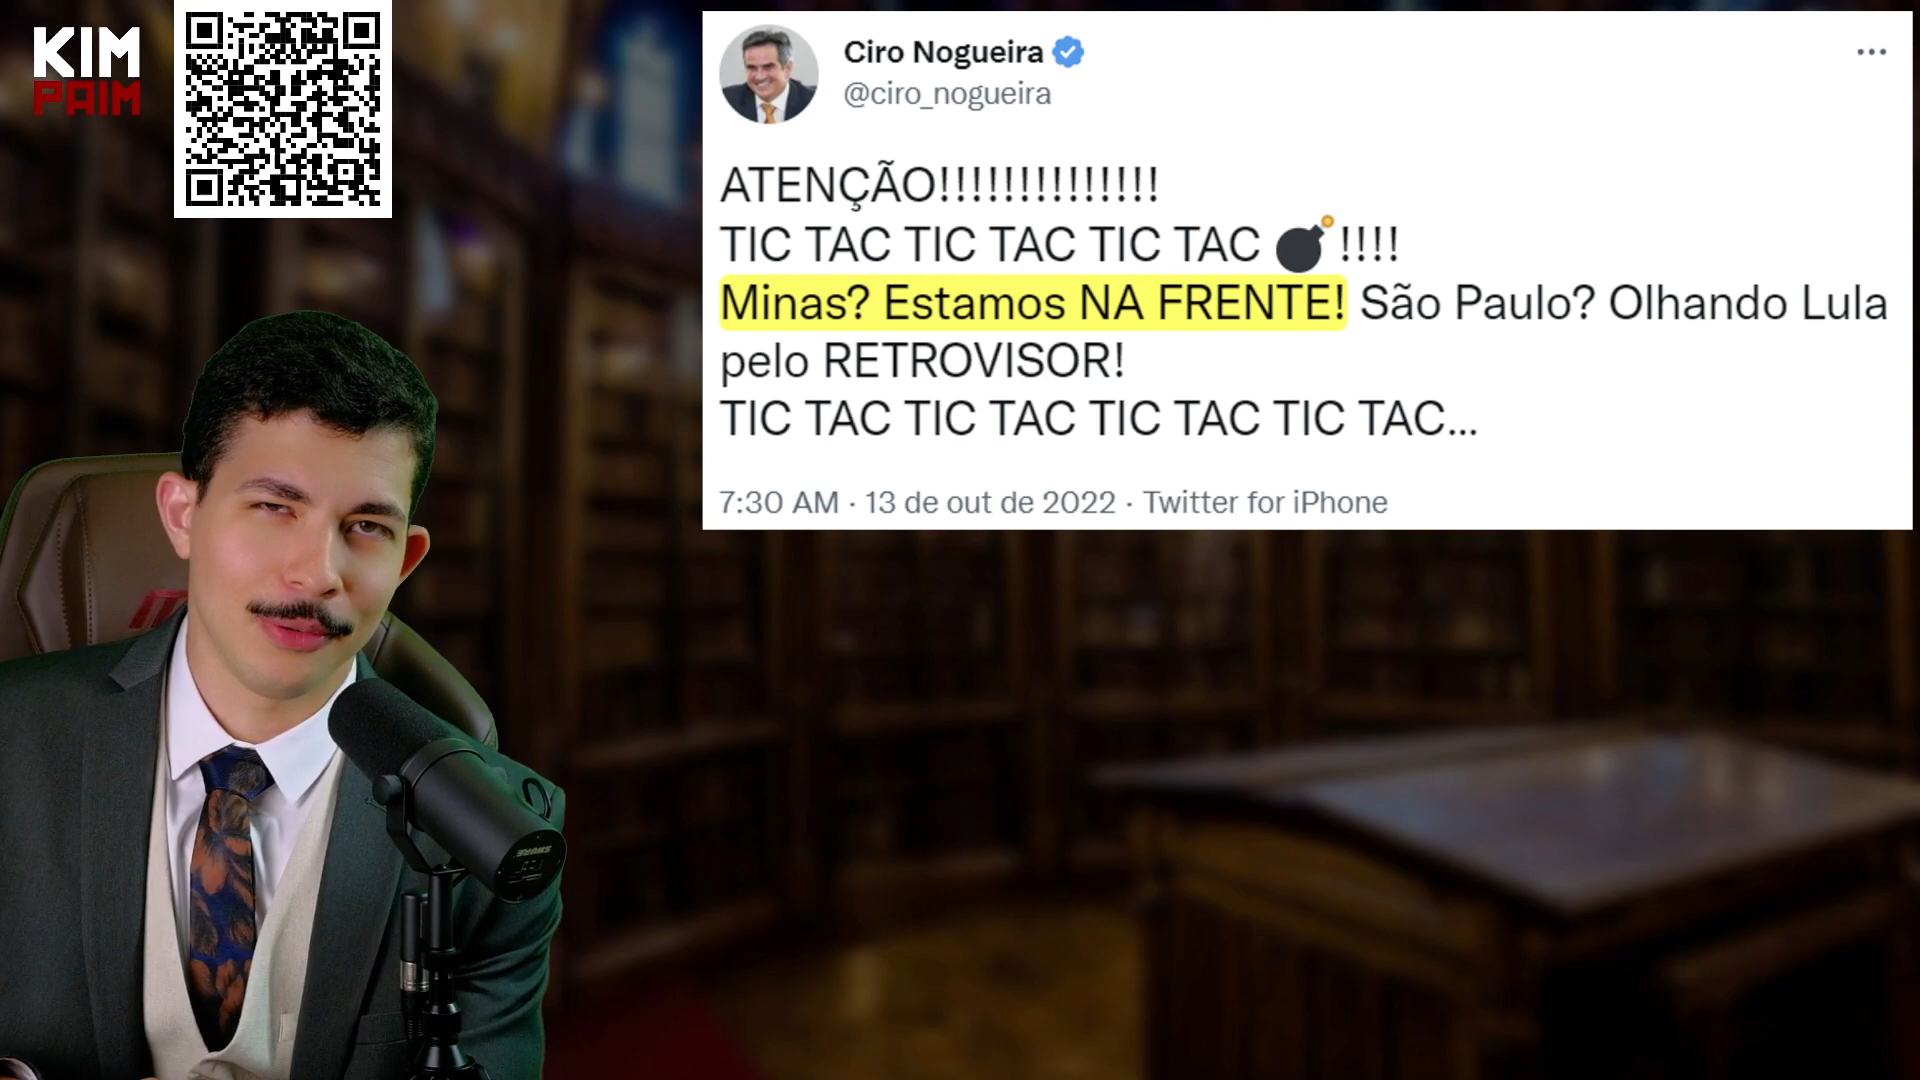 KIM
PAIM
Ciro Nogueira
@ciro_nogueira
ATENÇÃO!!!!!!!!!!!!!!
TIC TAC TIC TAC TIC TAC 💣!!!!
Minas? Estamos NA FRENTE! São Paulo? Olhando Lula
pelo RETROVISOR!
TIC TAC TIC TAC TIC TAC TIC TAC...
7:30 AM · 13 de out de 2022 · Twitter for iPhone
SHURE